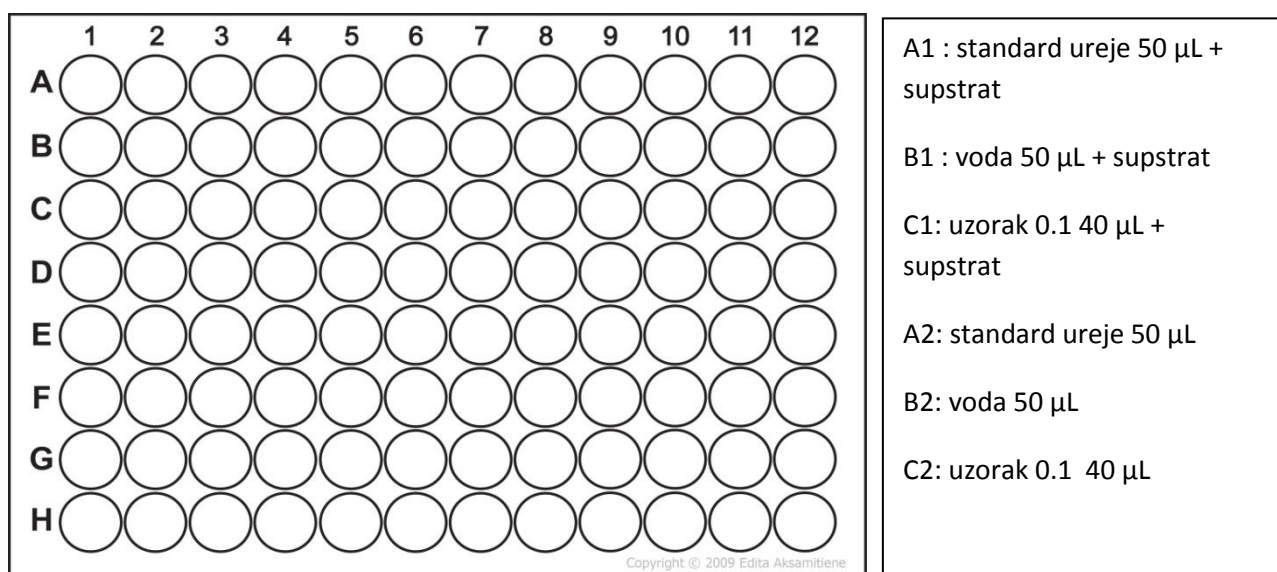 1 2 3 4 5 6 7 8 9 10 11 12
A
B
C
D
E
F
G
H
Copyright © 2009 Edita Aksamitiene
A1 : standard ureje 50 µL +
supstrat
B1 : voda 50 µL + supstrat
C1: uzorak 0.1 40 µL +
supstrat
A2: standard ureje 50 µL
B2: voda 50 µL
C2: uzorak 0.1 40 µL